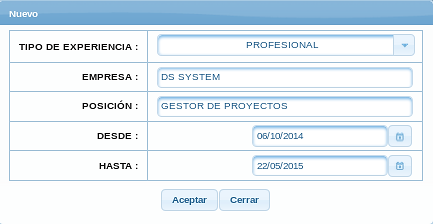 Nuevo
TIPO DE EXPERIENCIA : PROFESIONAL
EMPRESA : DS SYSTEM
POSICIÓN : GESTOR DE PROYECTOS
DESDE : 06/10/2014
HASTA : 22/05/2015
Aceptar Cerrar